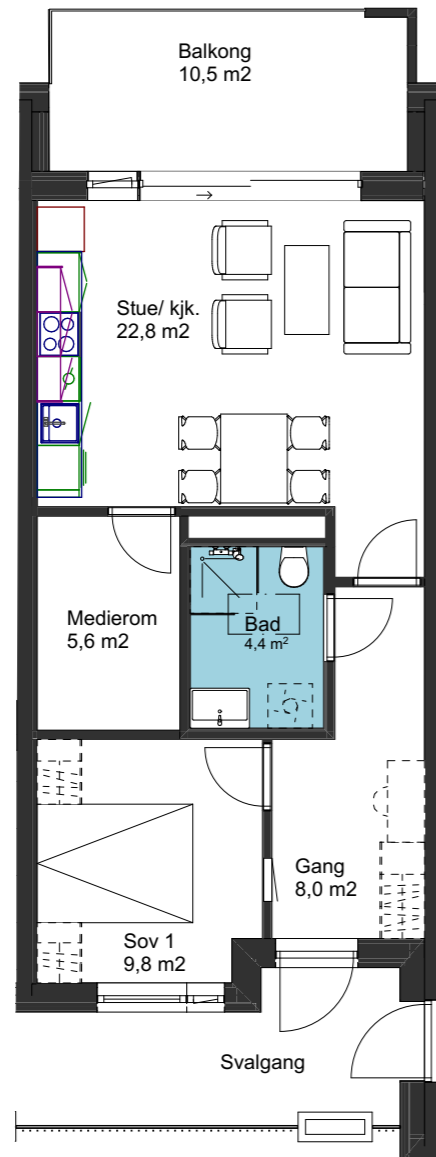 Balkong
10,5 m2
Stue/ kjk.
22,8 m2
Medierom
5,6 m2
Bad
4,4 m²
Gang
8,0 m2
Sov 1
9,8 m2
Svalgang